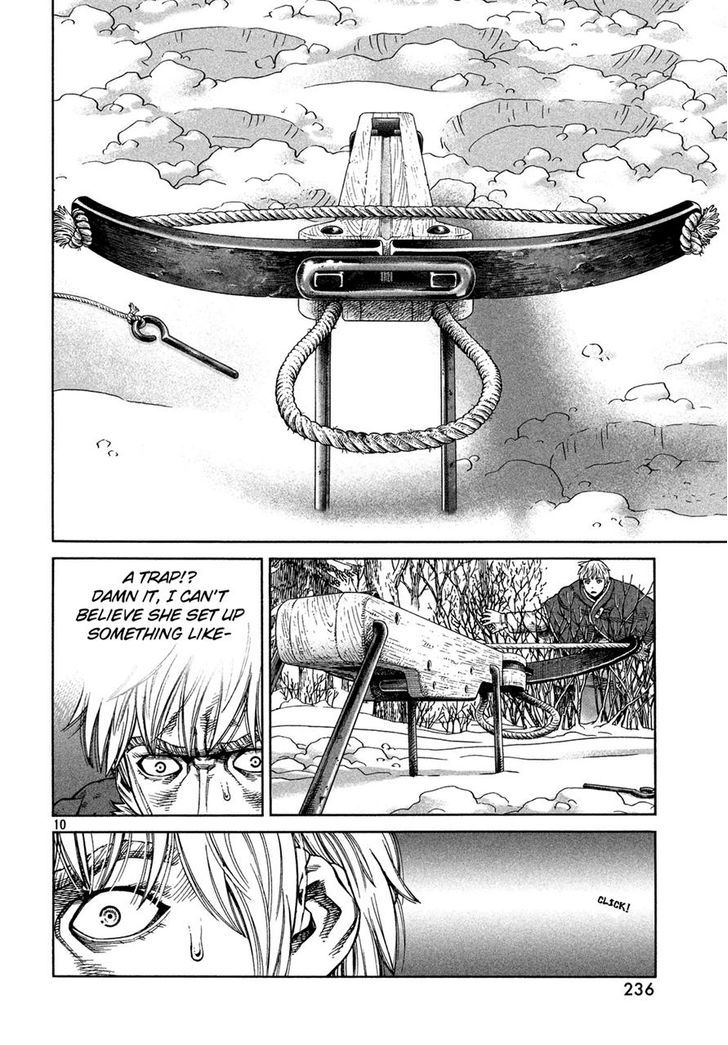 A TRAP!?
DAMN IT, I CAN'T
BELIEVE SHE SET UP
SOMETHING LIKE-
10
CLICK!
236